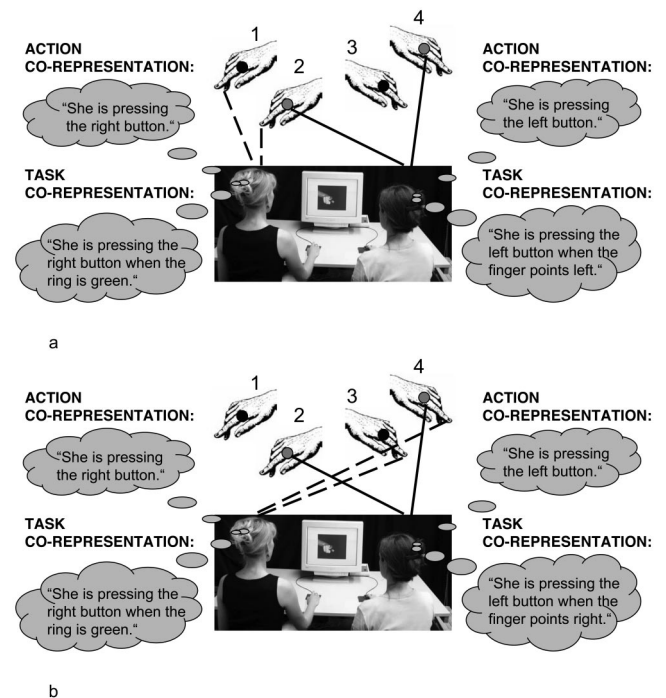 1
2
3
4
ACTION
CO-REPRESENTATION:
“She is pressing
the right button.“
TASK
CO-REPRESENTATION:
“She is pressing the
right button when the
ring is green.“
ACTION
CO-REPRESENTATION:
“She is pressing
the left button.“
TASK
CO-REPRESENTATION:
“She is pressing the
left button when the
finger points left.“
a
1
2
3
4
ACTION
CO-REPRESENTATION:
“She is pressing
the right button.“
TASK
CO-REPRESENTATION:
“She is pressing the
right button when the
ring is green.“
ACTION
CO-REPRESENTATION:
“She is pressing
the left button.“
TASK
CO-REPRESENTATION:
“She is pressing the
left button when the
finger points right.“
b